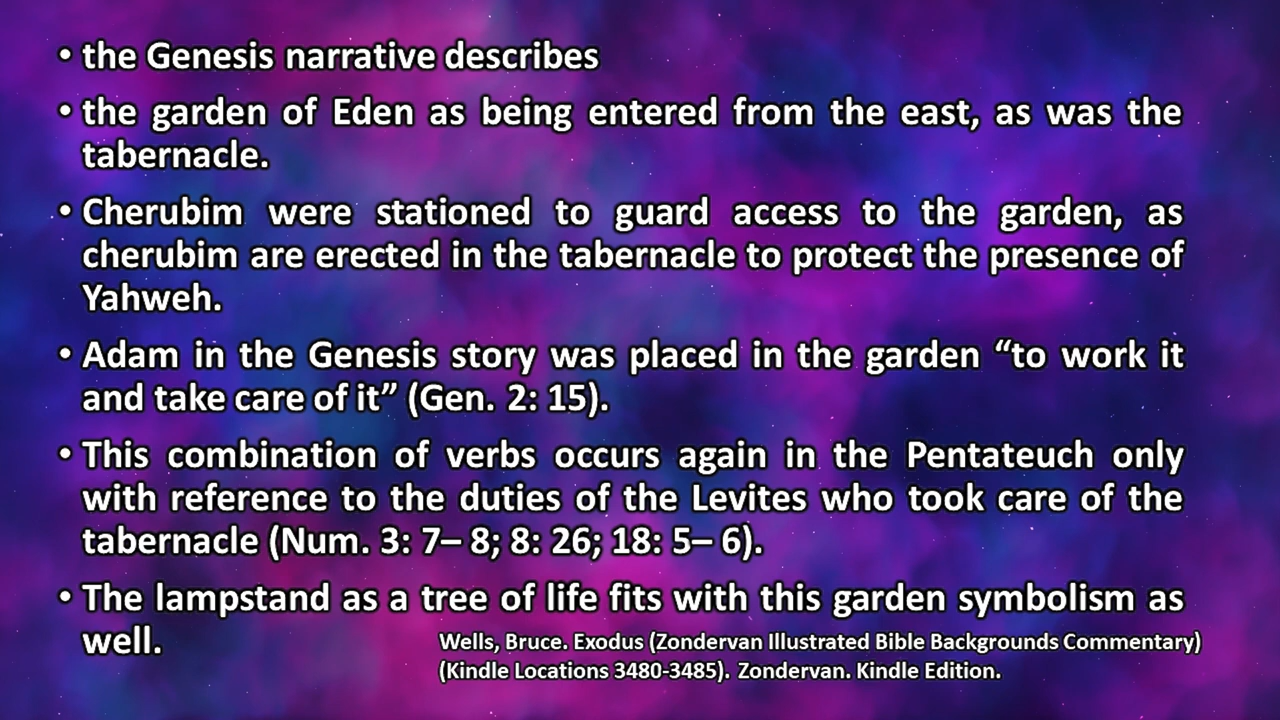 • the Genesis narrative describes
• the garden of Eden as being entered from the east, as was the
tabernacle.
• Cherubim were stationed to guard access to the garden, as
cherubim are erected in the tabernacle to protect the presence of
Yahweh.
• Adam in the Genesis story was placed in the garden “to work it
and take care of it” (Gen. 2: 15).
• This combination of verbs occurs again in the Pentateuch only
with reference to the duties of the Levites who took care of the
tabernacle (Num. 3: 7– 8; 8: 26; 18: 5– 6).
• The lampstand as a tree of life fits with this garden symbolism as
well.
Wells, Bruce. Exodus (Zondervan Illustrated Bible Backgrounds Commentary)
(Kindle Locations 3480-3485). Zondervan. Kindle Edition.